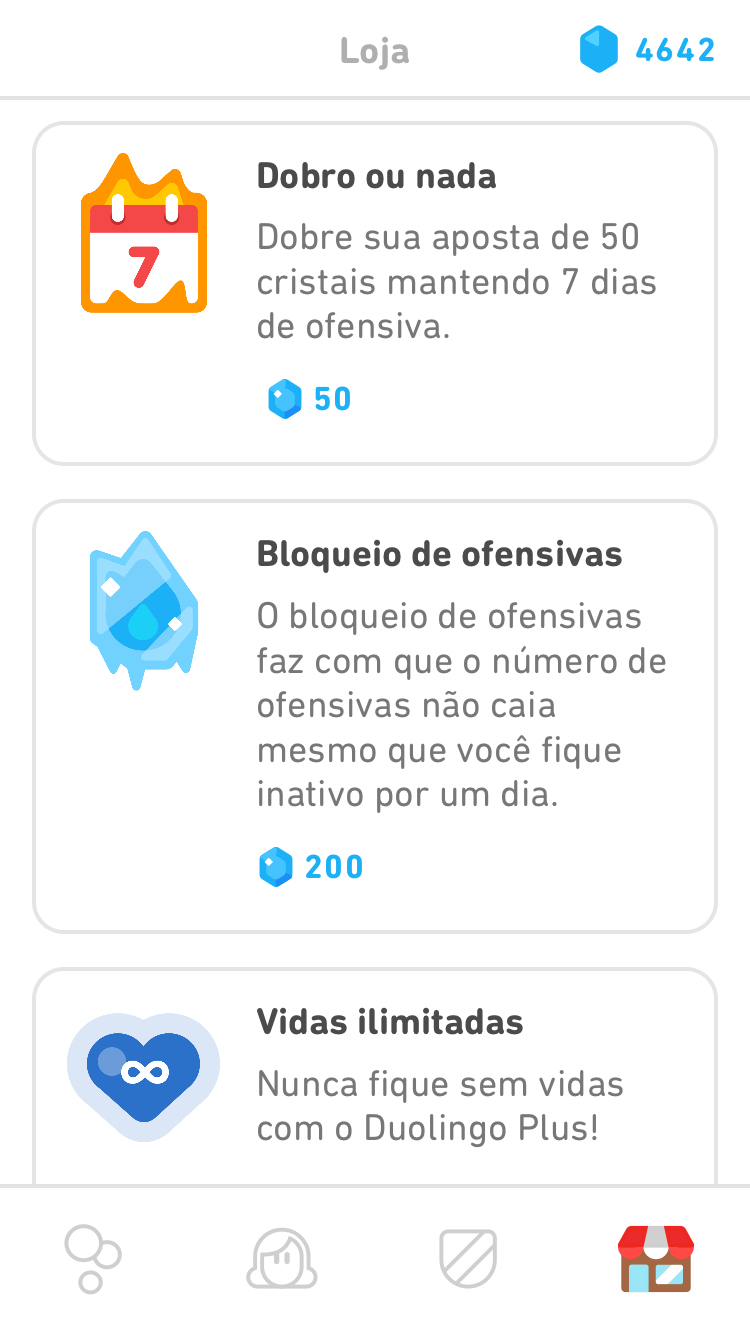 Loja
4642
Dobro ou nada
Dobre sua aposta de 50
cristais mantendo 7 dias
de ofensiva.
7
50
Bloqueio de ofensivas
O bloqueio de ofensivas
faz com que o número de
ofensivas não caia
mesmo que você fique
inativo por um dia.
200
Vidas ilimitadas
Nunca fique sem vidas
com o Duolingo Plus!